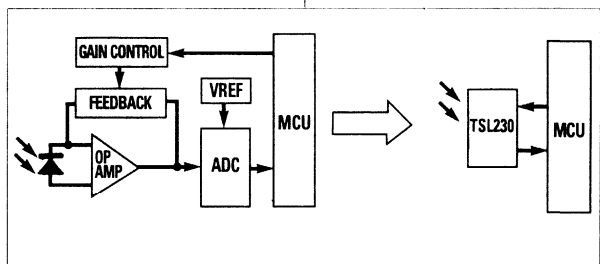 GAIN CONTROL
FEEDBACK
VREF
OP
AMP
ADC
MCU
TSL230
MCU